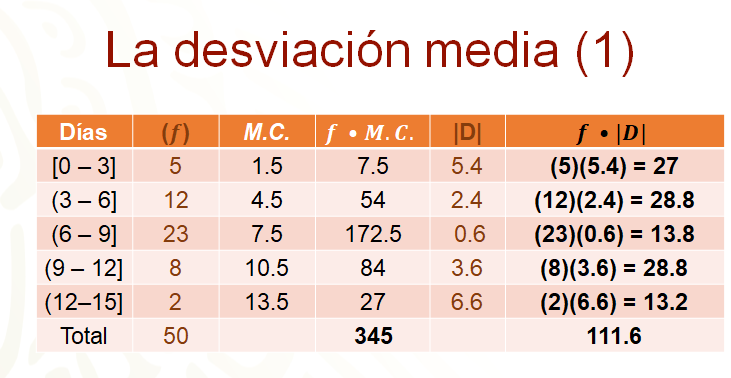 La desviación media (1)
Días (f) M.C. f • M.C. |D| f • |D|
[0 – 3] 5 1.5 7.5 5.4 (5)(5.4) = 27
(3 – 6] 12 4.5 54 2.4 (12)(2.4) = 28.8
(6 – 9] 23 7.5 172.5 0.6 (23)(0.6) = 13.8
(9 – 12] 8 10.5 84 3.6 (8)(3.6) = 28.8
(12–15] 2 13.5 27 6.6 (2)(6.6) = 13.2
Total 50 345 111.6